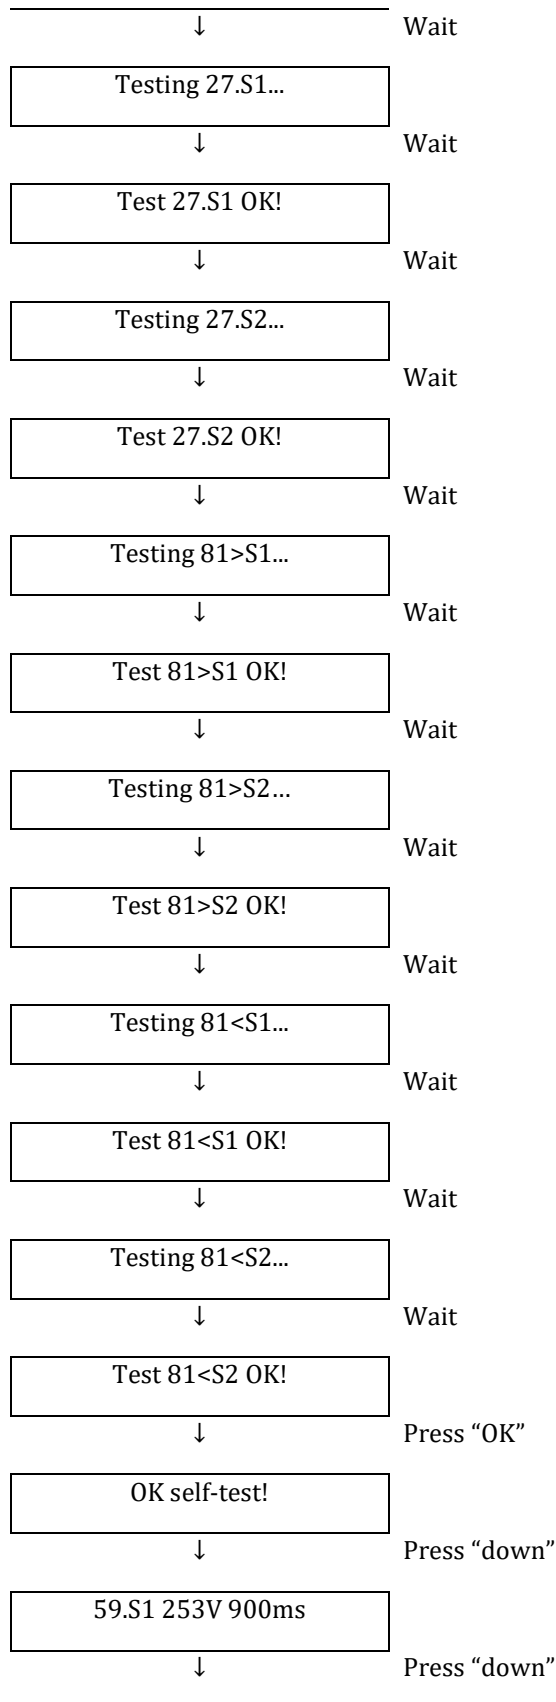 ↓ Wait
Testing 27.S1...
↓ Wait
Test 27.S1 OK!
↓ Wait
Testing 27.S2...
↓ Wait
Test 27.S2 OK!
↓ Wait
Testing 81>S1...
↓ Wait
Test 81>S1 OK!
↓ Wait
Testing 81>S2...
↓ Wait
Test 81>S2 OK!
↓ Wait
Testing 81<S1...
↓ Wait
Test 81<S1 OK!
↓ Wait
Testing 81<S2...
↓ Wait
Test 81<S2 OK!
↓ Press “OK”
OK self-test!
↓ Press “down”
59.S1 253V 900ms
↓ Press “down”